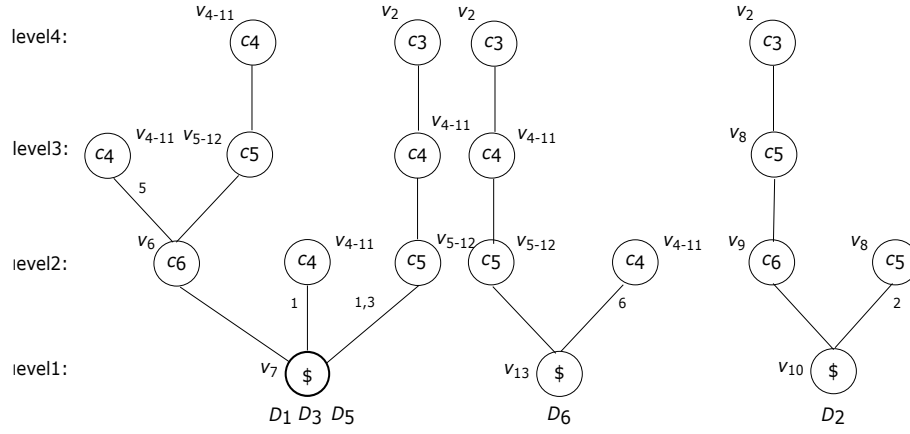 v4-11 v2 v2 v2
level4: c4 c3 c3 c3
v4-11 v5-12 v4-11 v4-11 v8
level3: c4 c5 c4 c4 c5
5
v6 v4-11 v5-12 v5-12 v4-11 v9 v8
level2: c6 c4 c5 c5 c4 c6 c5
1 1,3 6 2
level1: v7 $ v13 $ v10 $
D1 D3 D5 D6 D2